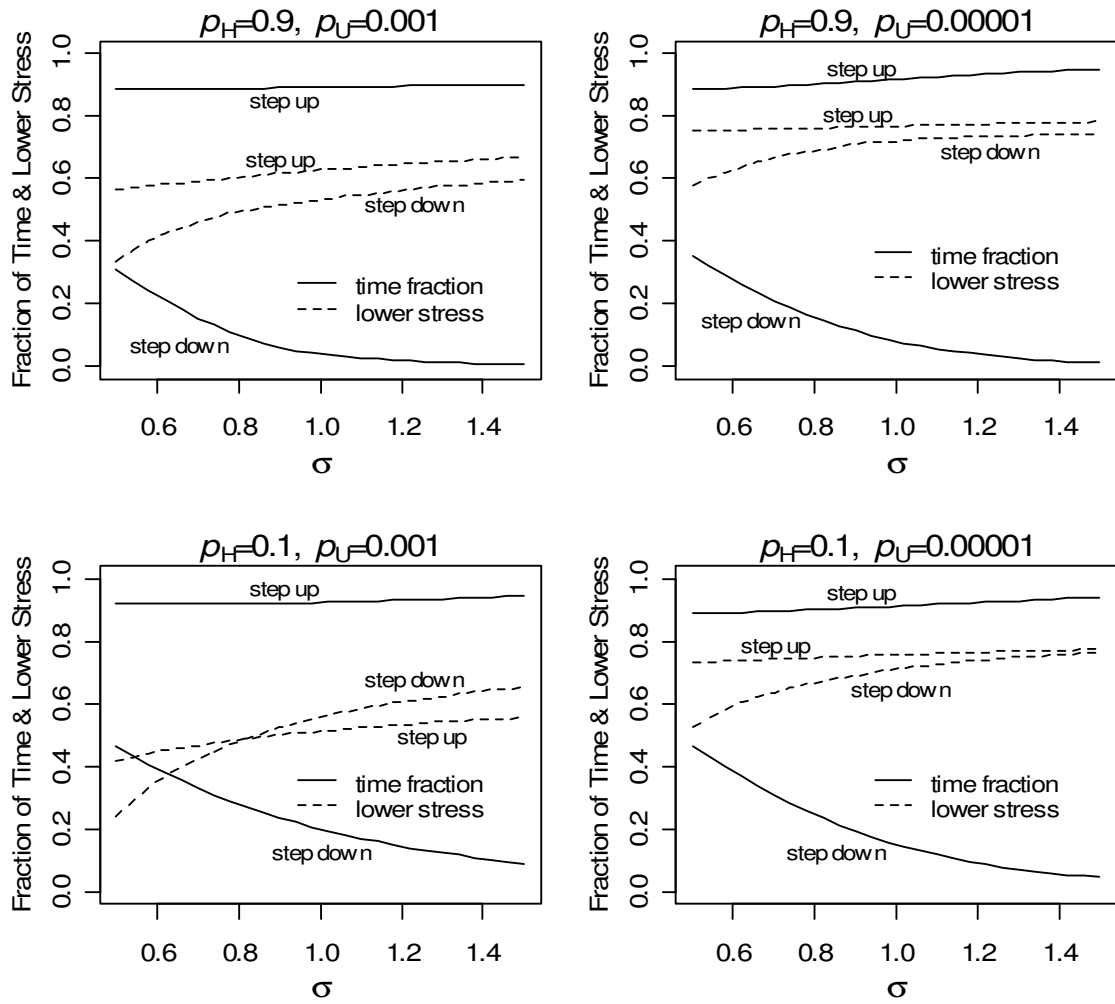 pH=0.9, pU=0.001
Fraction of Time & Lower Stress
0.0 0.2 0.4 0.6 0.8 1.0
step up
step up
step down
time fraction
lower stress
step down
0.6 0.8 1.0 1.2 1.4
σ
pH=0.9, pU=0.00001
Fraction of Time & Lower Stress
0.0 0.2 0.4 0.6 0.8 1.0
step up
step up
step down
time fraction
lower stress
step down
0.6 0.8 1.0 1.2 1.4
σ
pH=0.1, pU=0.001
Fraction of Time & Lower Stress
0.0 0.2 0.4 0.6 0.8 1.0
step up
step down
step up
time fraction
lower stress
step down
0.6 0.8 1.0 1.2 1.4
σ
pH=0.1, pU=0.00001
Fraction of Time & Lower Stress
0.0 0.2 0.4 0.6 0.8 1.0
step up
step up
step down
time fraction
lower stress
step down
0.6 0.8 1.0 1.2 1.4
σ